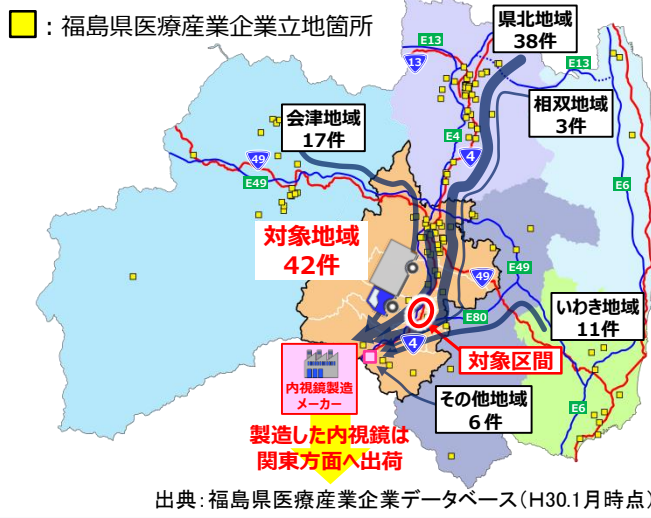 ：福島県医療産業企業立地箇所
県北地域
38件
E13
13
E13
相双地域
3件
会津地域
17件
E4
4
49
E49
E6
対象地域
42件
49
E49
E80
いわき地域
11件
4
対象区間
内視鏡製造
メーカー
その他地域
6件
E6
製造した内視鏡は
関東方面へ出荷
出典：福島県医療産業企業データベース（H30.1月時点）